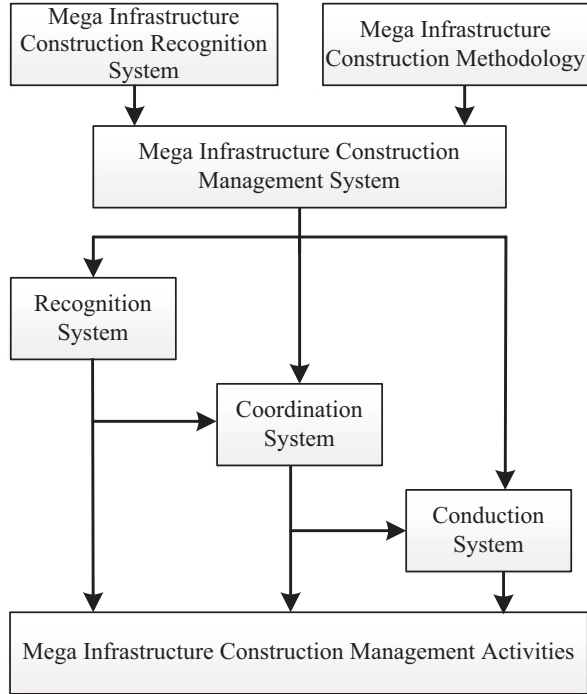 Mega Infrastructure
Construction Recognition
System
Mega Infrastructure
Construction Methodology
Mega Infrastructure Construction
Management System
Recognition
System
Coordination
System
Conduction
System
Mega Infrastructure Construction Management Activities